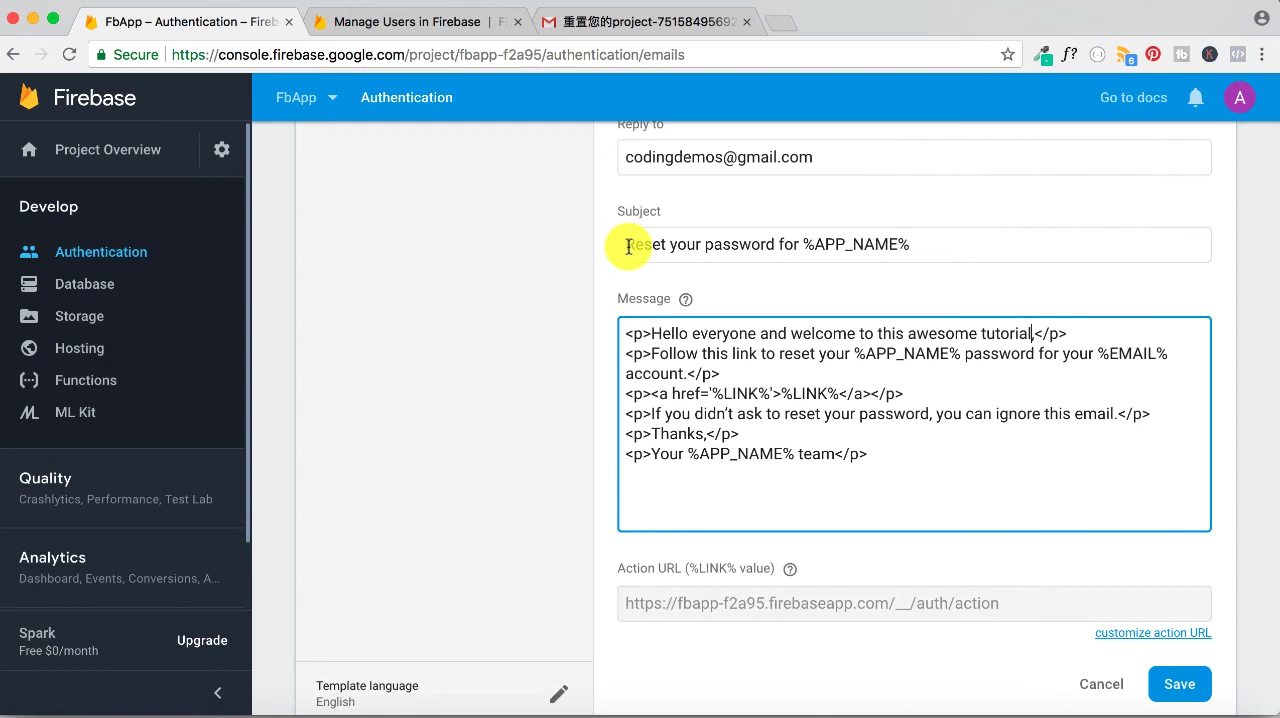 FbApp – Authentication – Fireb
Manage Users in Firebase | Fi
重置您的project-75158495692
Secure https://console.firebase.google.com/project/fbapp-f2a95/authentication/emails
f?
6
tb
K
Firebase
FbApp
Authentication
Go to docs
A
Project Overview
Develop
Authentication
Database
Storage
Hosting
Functions
ML Kit
Quality
Crashlytics, Performance, Test Lab
Analytics
Dashboard, Events, Conversions, A...
Spark
Free $0/month
Upgrade
Reply to
codingdemos@gmail.com
Subject
Reset your password for %APP_NAME%
Message
<p>Hello everyone and welcome to this awesome tutorial,</p>
<p>Follow this link to reset your %APP_NAME% password for your %EMAIL%
account.</p>
<p><a href='%LINK%'>%LINK%</a></p>
<p>If you didn’t ask to reset your password, you can ignore this email.</p>
<p>Thanks,</p>
<p>Your %APP_NAME% team</p>
Action URL (%LINK% value)
https://fbapp-f2a95.firebaseapp.com/__/auth/action
customize action URL
Template language
English
Cancel
Save